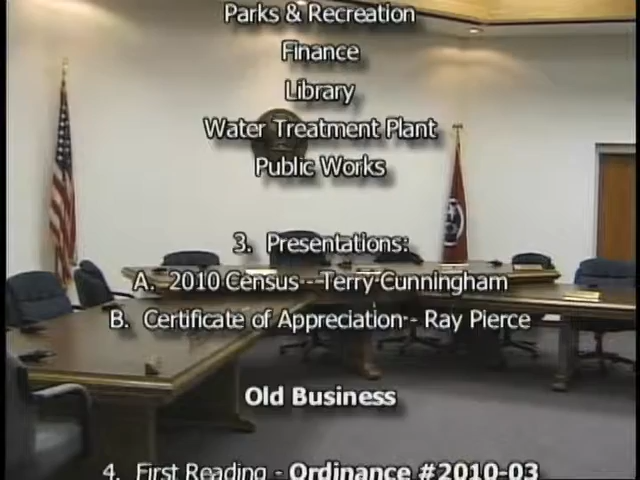 Parks & Recreation
Finance
Library
Water Treatment Plant
Public Works
3. Presentations:
A. 2010 Census - Terry Cunningham
B. Certificate of Appreciation - Ray Pierce
Old Business
4. First Reading - Ordinance #2010-03